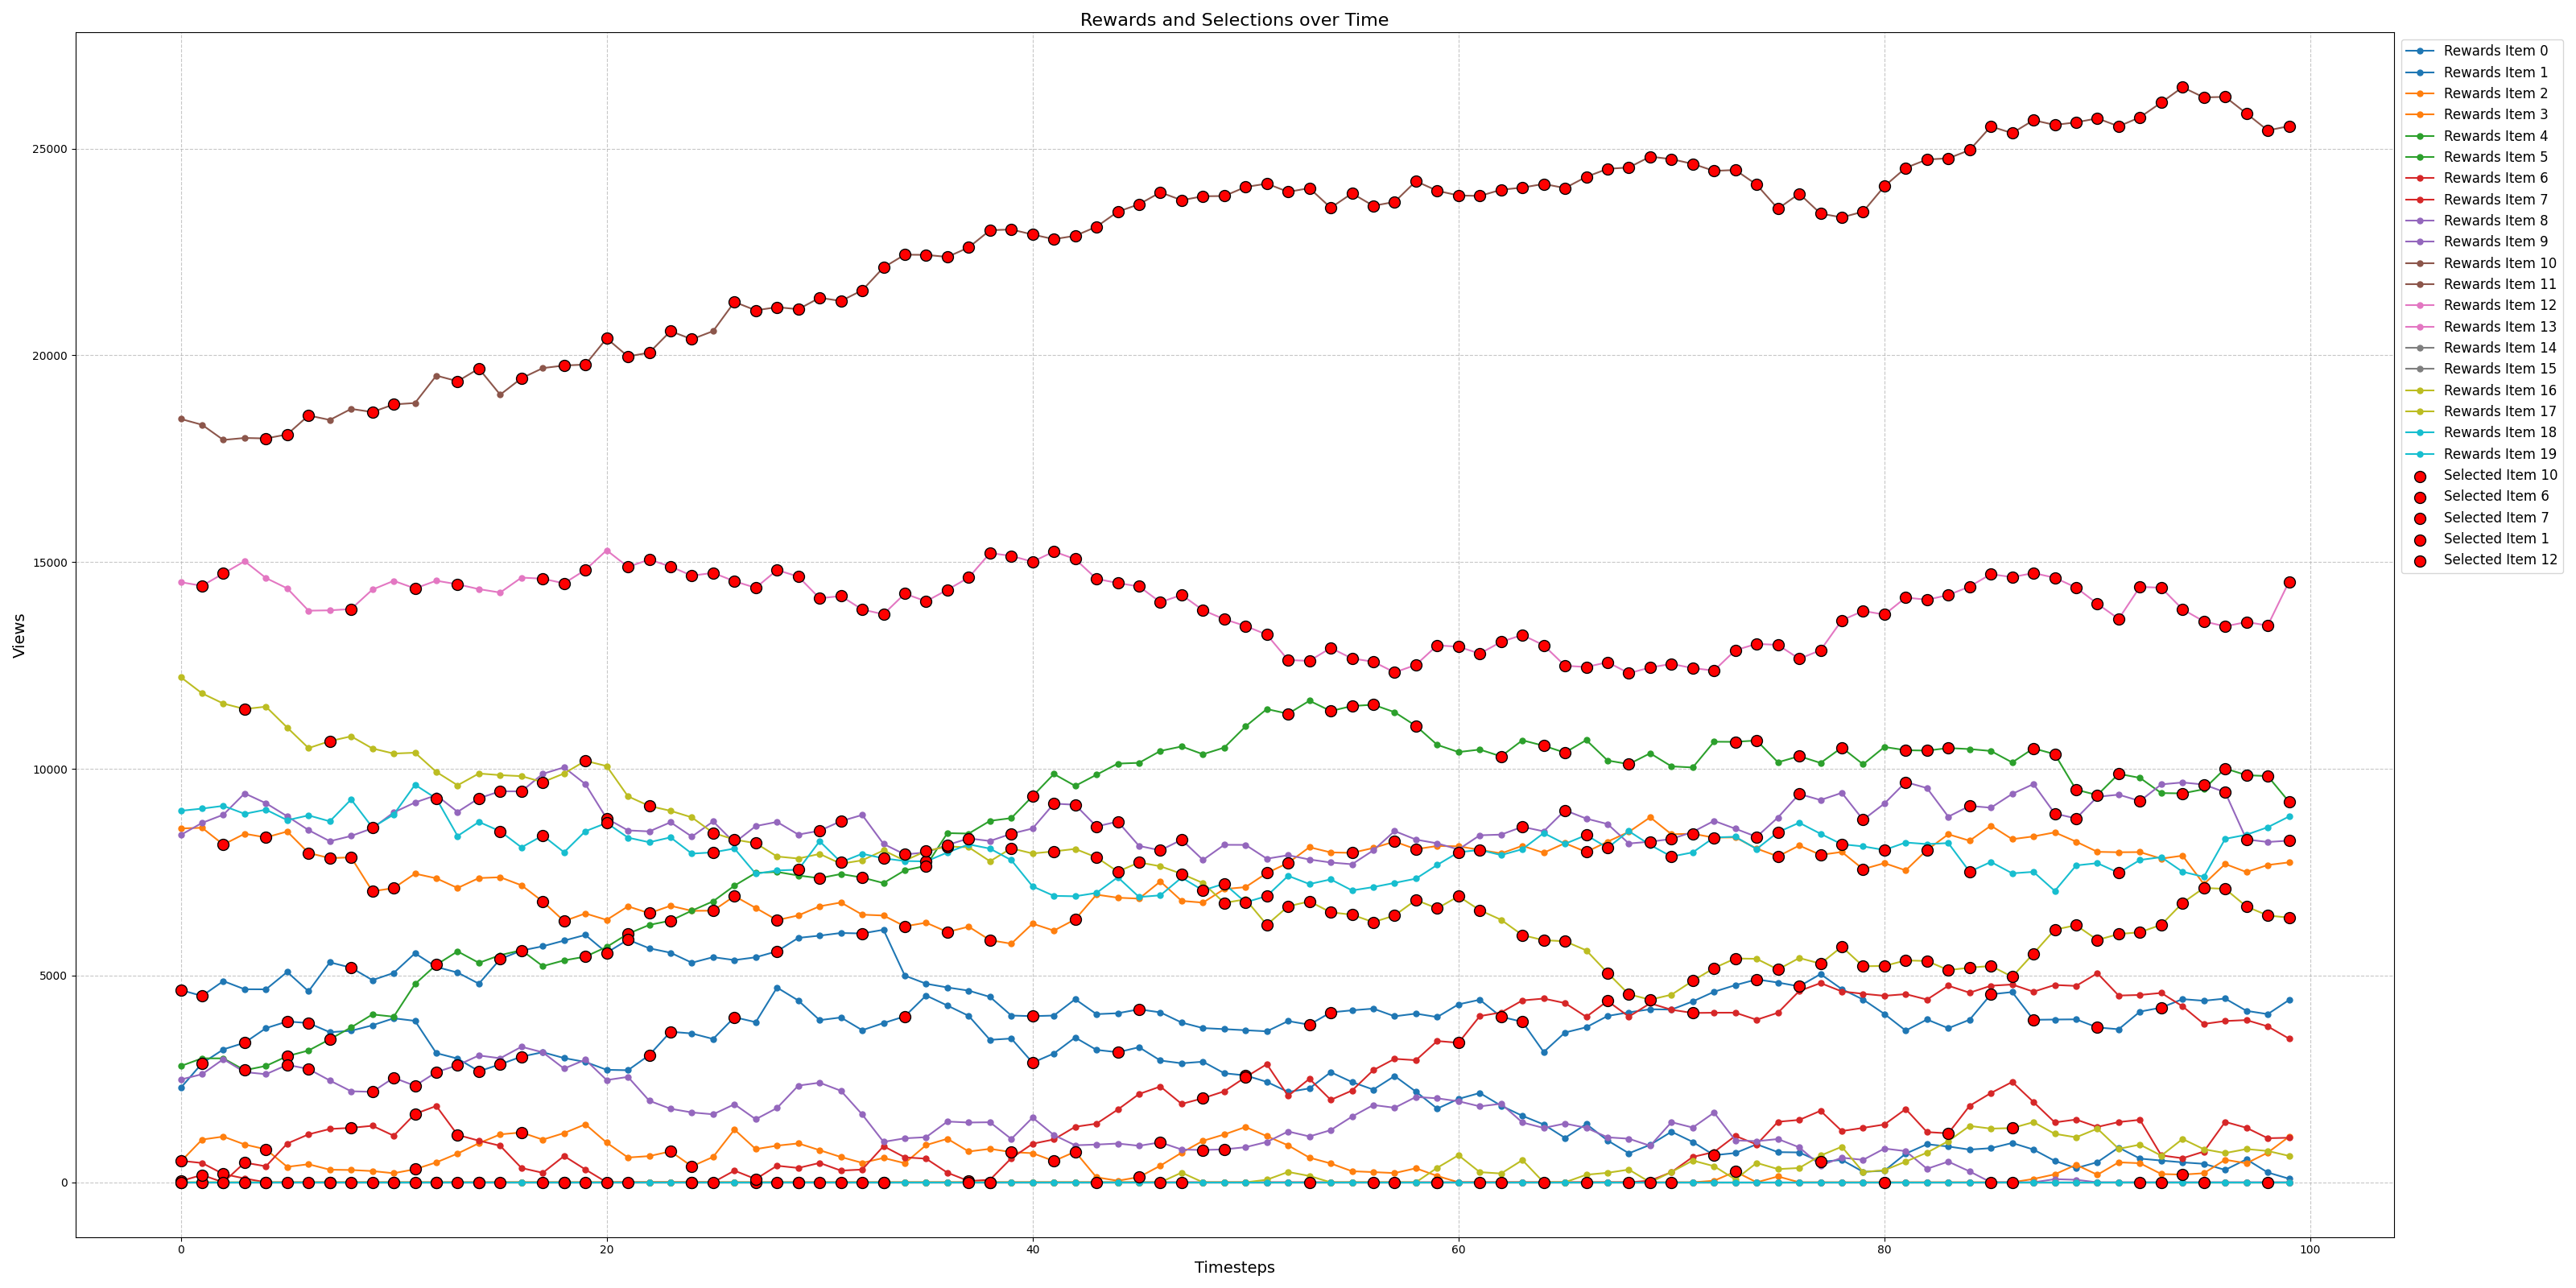 Rewards and Selections over Time
Views
25000
20000
15000
10000
5000
0
0
20
40
60
80
100
Timesteps
Rewards Item 0
Rewards Item 1
Rewards Item 2
Rewards Item 3
Rewards Item 4
Rewards Item 5
Rewards Item 6
Rewards Item 7
Rewards Item 8
Rewards Item 9
Rewards Item 10
Rewards Item 11
Rewards Item 12
Rewards Item 13
Rewards Item 14
Rewards Item 15
Rewards Item 16
Rewards Item 17
Rewards Item 18
Rewards Item 19
Selected Item 10
Selected Item 6
Selected Item 7
Selected Item 1
Selected Item 12